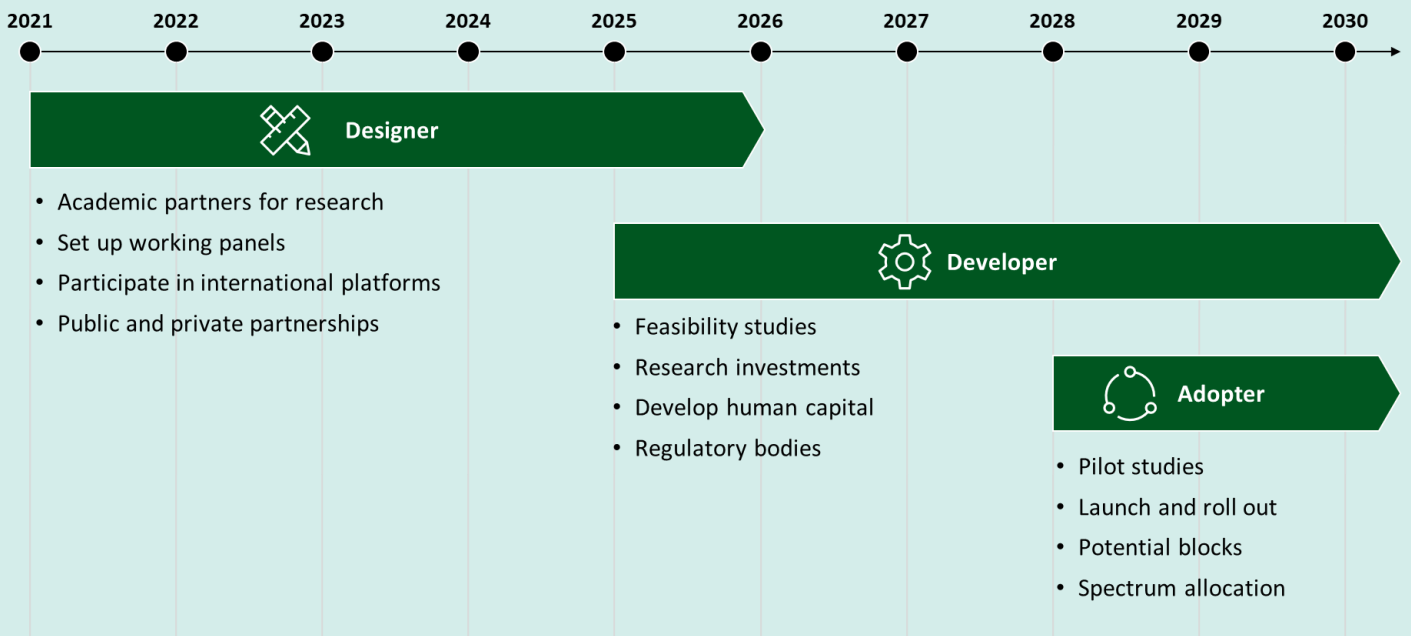 2021 2022 2023 2024 2025 2026 2027 2028 2029 2030
Designer
• Academic partners for research
• Set up working panels
• Participate in international platforms
• Public and private partnerships
Developer
• Feasibility studies
• Research investments
• Develop human capital
• Regulatory bodies
Adopter
• Pilot studies
• Launch and roll out
• Potential blocks
• Spectrum allocation